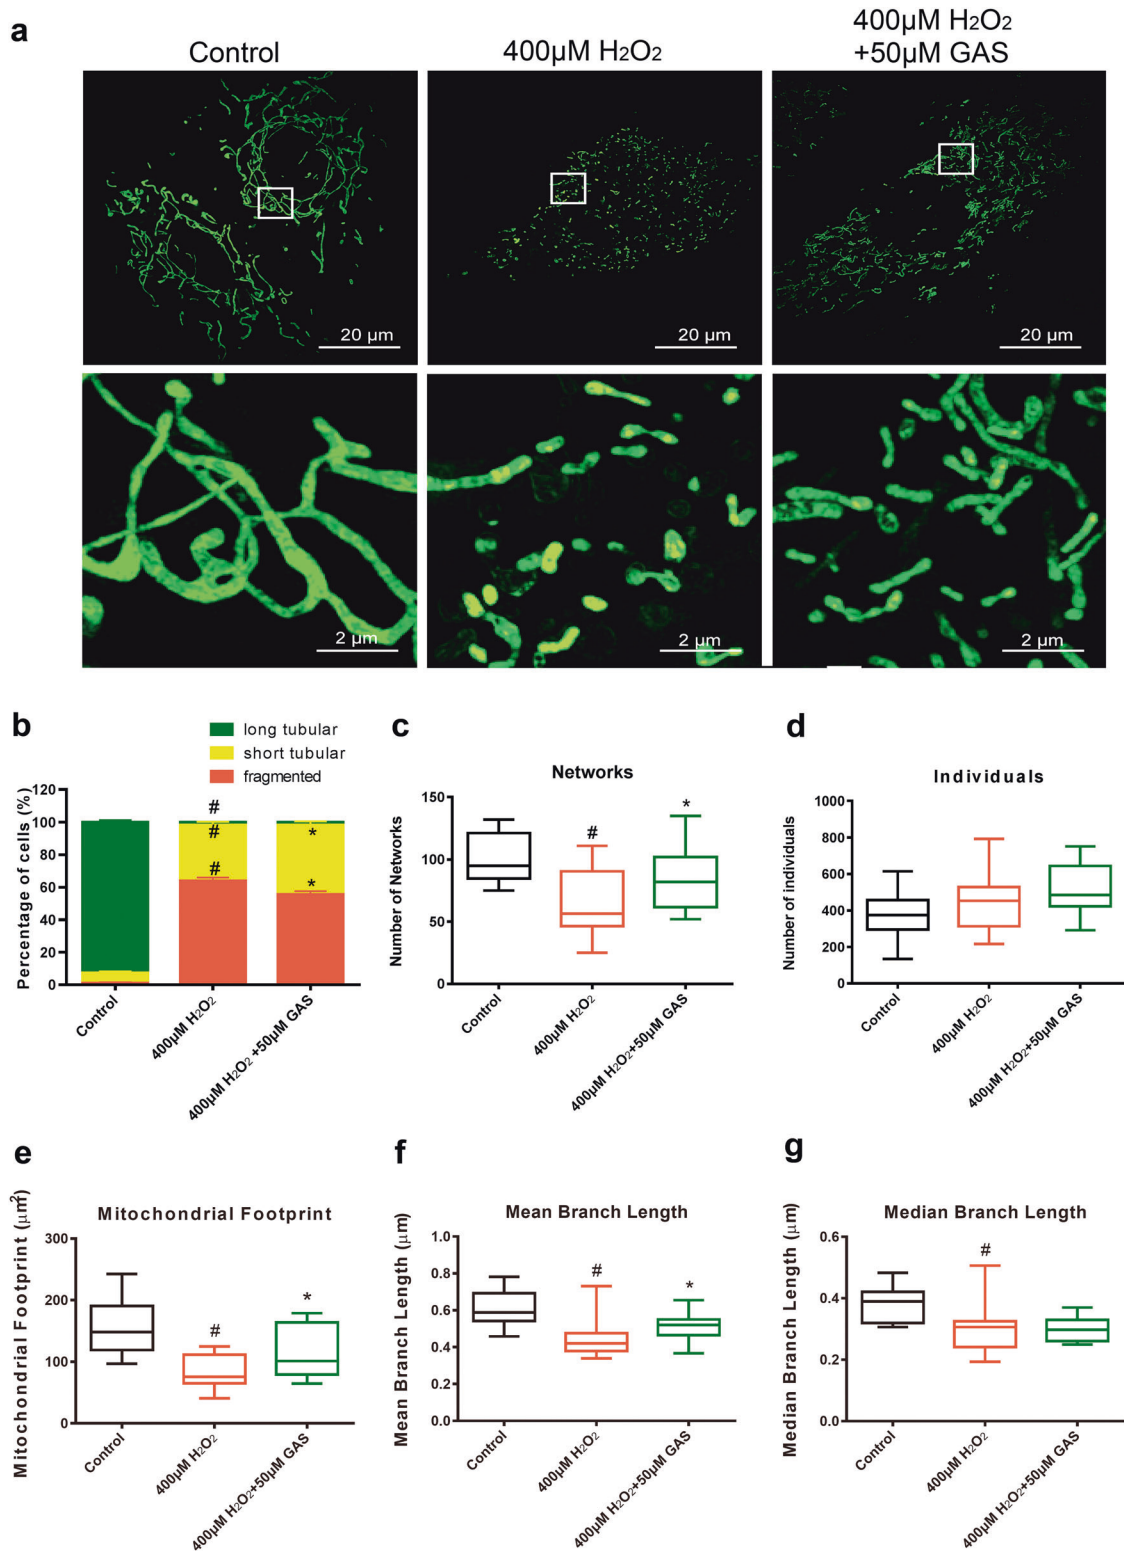 a
Control
400µM H₂O₂
400µM H₂O₂
+50µM GAS
20 µm
20 µm
20 µm
2 µm
2 µm
2 µm
b
long tubular
short tubular
fragmented
Percentage of cells (%)
120
100
80
60
40
20
0
#
#
#
*
*
Control
400µM H₂O₂
400µM H₂O₂ +50µM GAS
c
Networks
Number of Networks
150
100
50
0
#
*
Control
400µM H₂O₂
400µM H₂O₂+50µM GAS
d
Individuals
Number of individuals
1000
800
600
400
200
0
Control
400µM H₂O₂
400µM H₂O₂+50µM GAS
e
Mitochondrial Footprint
Mitochondrial Footprint (µm²)
300
200
100
0
#
*
Control
400µM H₂O₂
400µM H₂O₂+50µM GAS
f
Mean Branch Length
Mean Branch Length (µm)
1.0
0.8
0.6
0.4
0.2
0.0
#
*
Control
400µM H₂O₂
400µM H₂O₂+50µM GAS
g
Median Branch Length
Median Branch Length (µm)
0.6
0.4
0.2
0.0
#
Control
400µM H₂O₂
400µM H₂O₂+50µM GAS